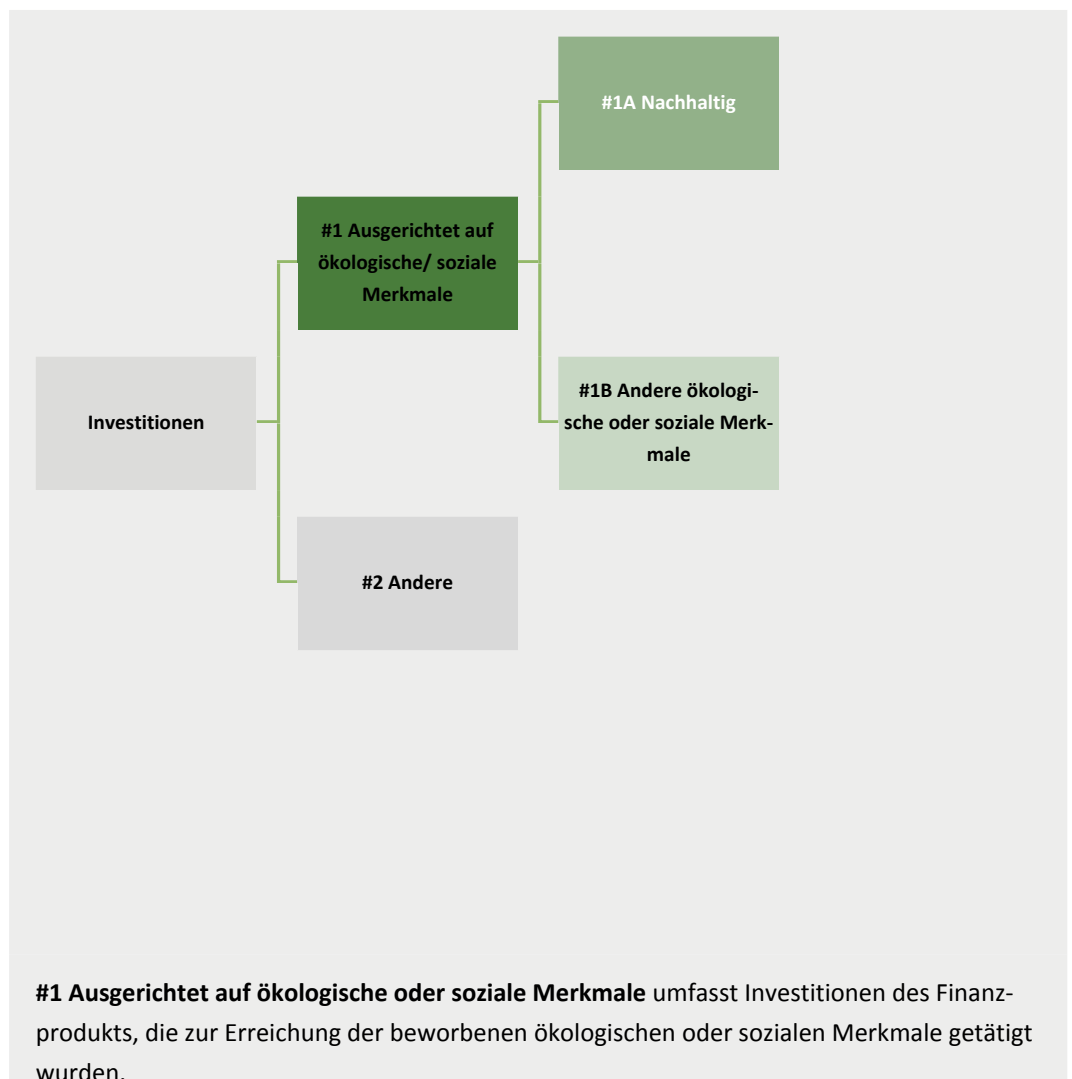 #1A Nachhaltig
#1 Ausgerichtet auf
ökologische/ soziale
Merkmale
Investitionen
#1B Andere ökologi-
sche oder soziale Merk-
male
#2 Andere
#1 Ausgerichtet auf ökologische oder soziale Merkmale umfasst Investitionen des Finanz-
produkts, die zur Erreichung der beworbenen ökologischen oder sozialen Merkmale getätigt
wurden.